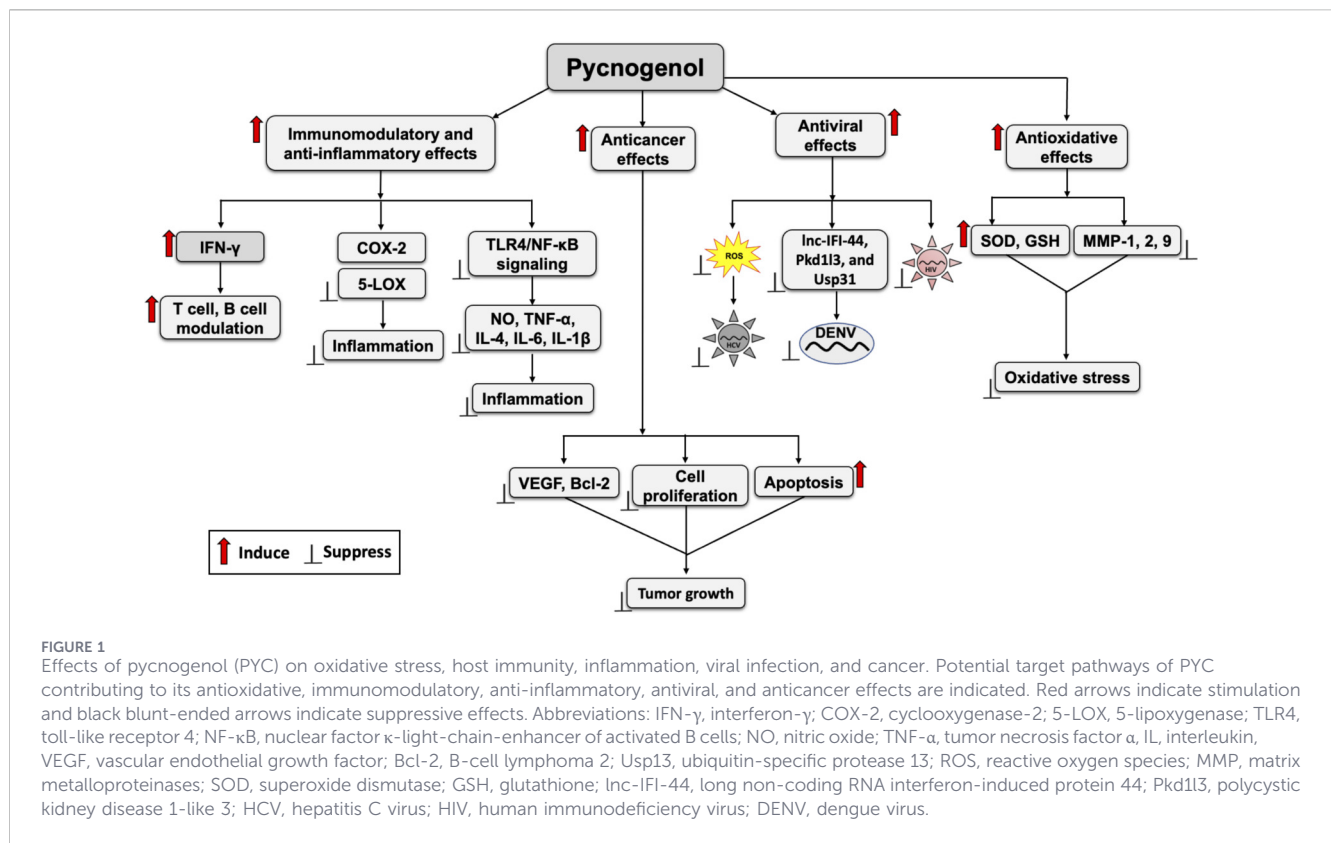 Pycnogenol
Immunomodulatory and
anti-inflammatory effects
Anticancer
effects
Antiviral
effects
Antioxidative
effects
IFN-γ
T cell, B cell
modulation
COX-2
5-LOX
Inflammation
TLR4/NF-κB
signaling
NO, TNF-α,
IL-4, IL-6, IL-1β
Inflammation
ROS
HCV
lnc-IFI-44,
Pkd1l3, and
Usp31
DENV
HIV
SOD, GSH
MMP-1, 2, 9
Oxidative stress
VEGF, Bcl-2
Cell
proliferation
Apoptosis
Tumor growth
Induce
Suppress
FIGURE 1
Effects of pycnogenol (PYC) on oxidative stress, host immunity, inflammation, viral infection, and cancer. Potential target pathways of PYC
contributing to its antioxidative, immunomodulatory, anti-inflammatory, antiviral, and anticancer effects are indicated. Red arrows indicate stimulation
and black blunt-ended arrows indicate suppressive effects. Abbreviations: IFN-γ, interferon-γ; COX-2, cyclooxygenase-2; 5-LOX, 5-lipoxygenase; TLR4,
toll-like receptor 4; NF-κB, nuclear factor κ-light-chain-enhancer of activated B cells; NO, nitric oxide; TNF-α, tumor necrosis factor α, IL, interleukin,
VEGF, vascular endothelial growth factor; Bcl-2, B-cell lymphoma 2; Usp13, ubiquitin-specific protease 13; ROS, reactive oxygen species; MMP, matrix
metalloproteinases; SOD, superoxide dismutase; GSH, glutathione; lnc-IFI-44, long non-coding RNA interferon-induced protein 44; Pkd1l3, polycystic
kidney disease 1-like 3; HCV, hepatitis C virus; HIV, human immunodeficiency virus; DENV, dengue virus.